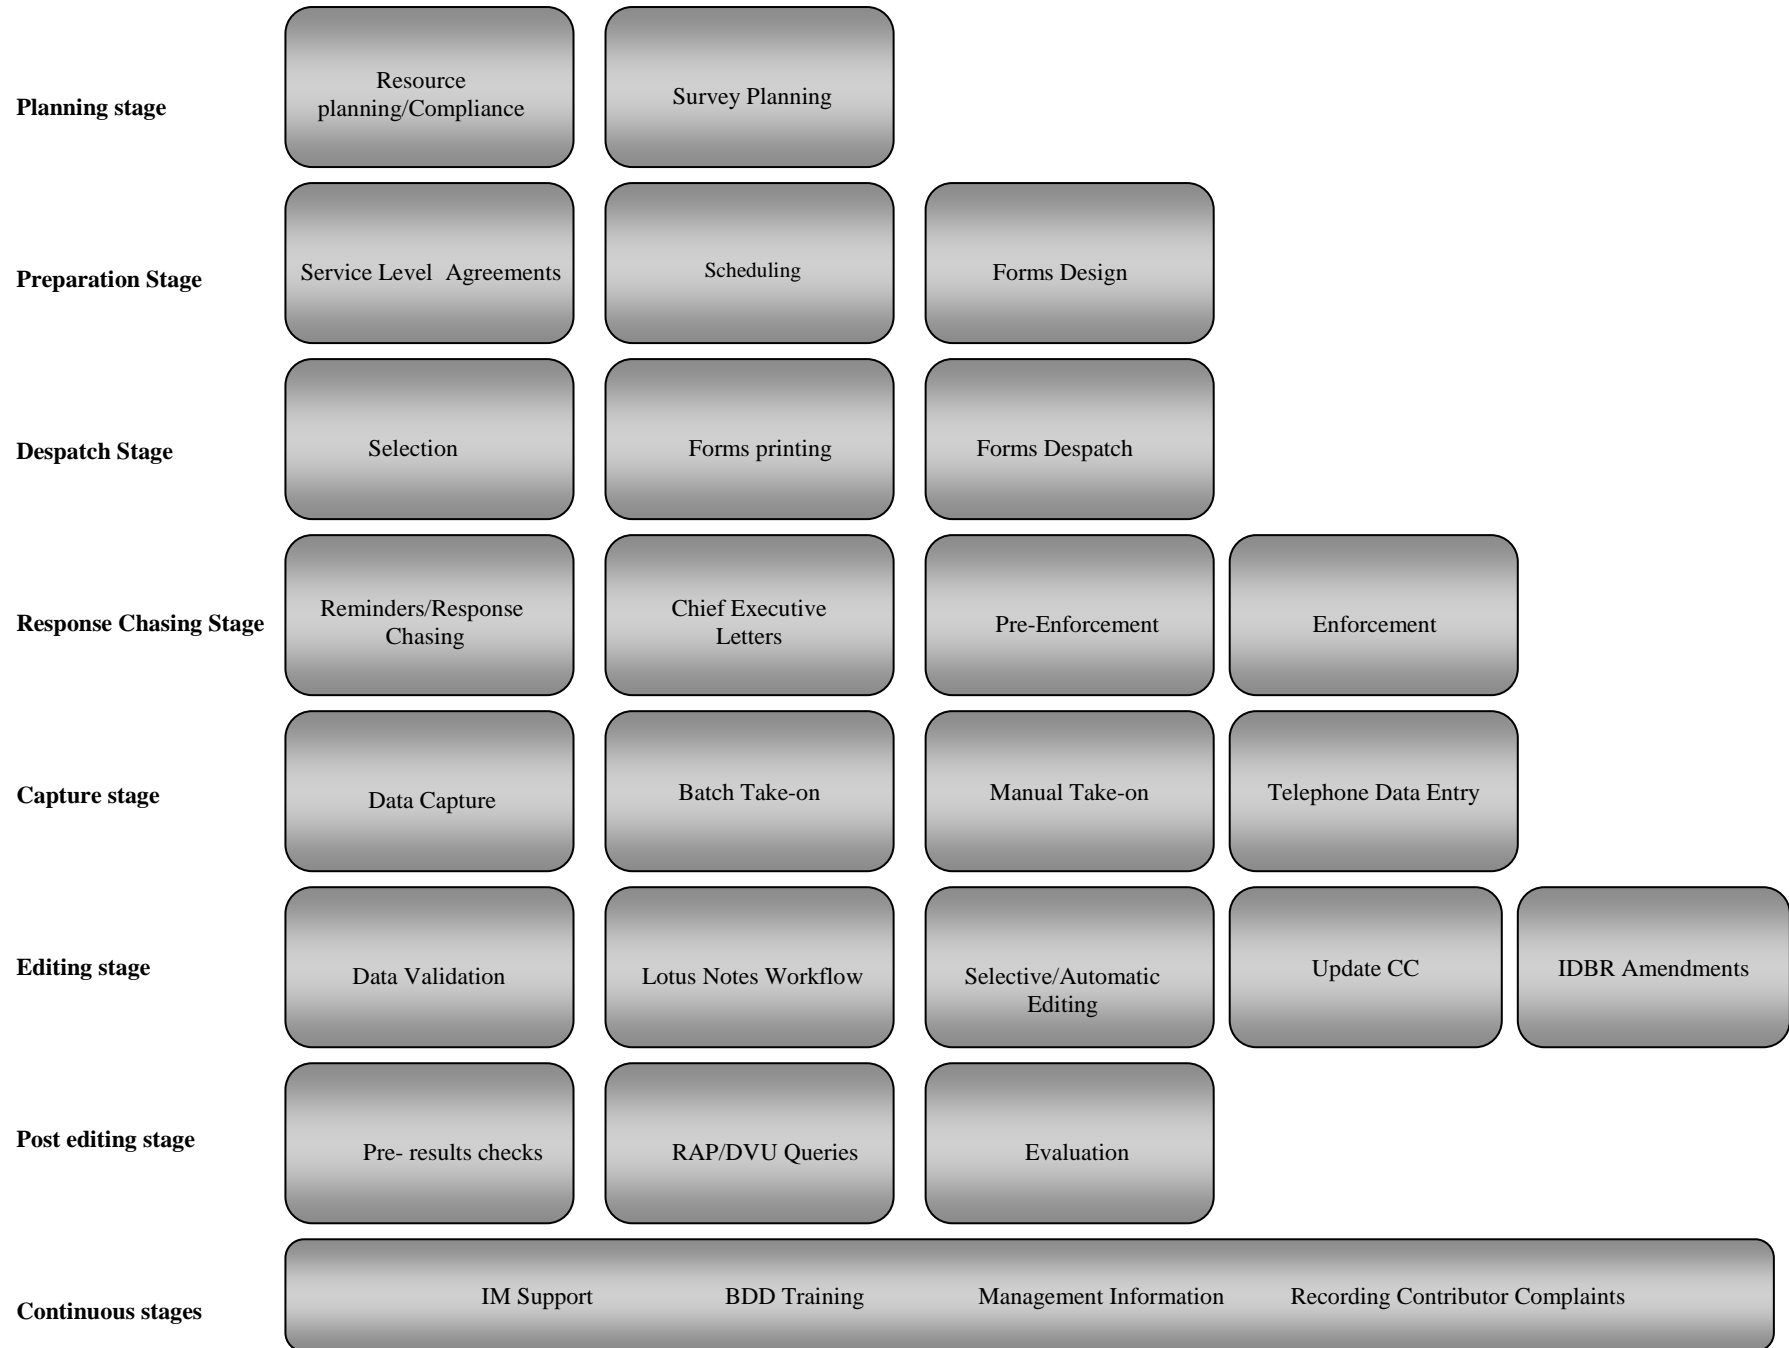 Planning stage
Resource
planning/Compliance
Survey Planning
Preparation Stage
Service Level Agreements
Scheduling
Forms Design
Despatch Stage
Selection
Forms printing
Forms Despatch
Response Chasing Stage
Reminders/Response
Chasing
Chief Executive
Letters
Pre-Enforcement
Enforcement
Capture stage
Data Capture
Batch Take-on
Manual Take-on
Telephone Data Entry
Editing stage
Data Validation
Lotus Notes Workflow
Selective/Automatic
Editing
Update CC
IDBR Amendments
Post editing stage
Pre- results checks
RAP/DVU Queries
Evaluation
Continuous stages
IM Support
BDD Training
Management Information
Recording Contributor Complaints